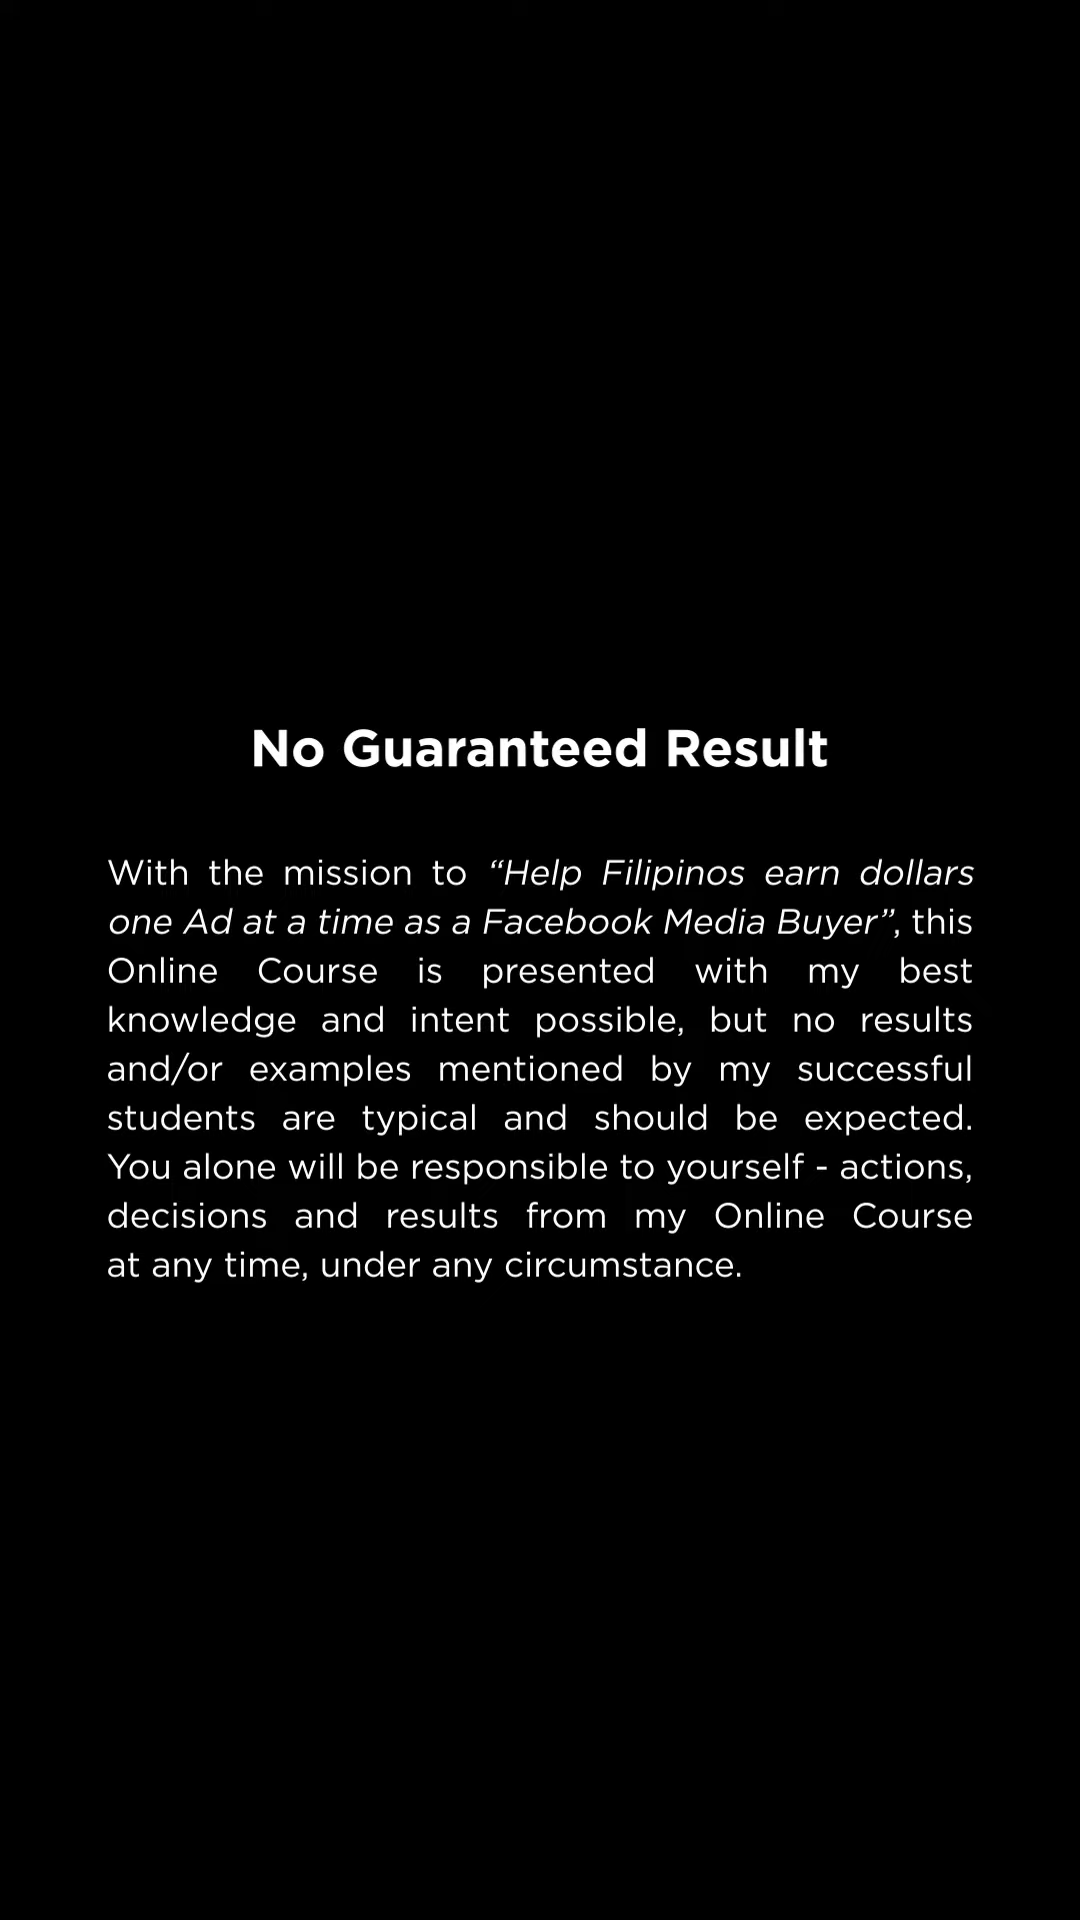 No Guaranteed Result
With the mission to “Help Filipinos earn dollars
one Ad at a time as a Facebook Media Buyer”, this
Online Course is presented with my best
knowledge and intent possible, but no results
and/or examples mentioned by my successful
students are typical and should be expected.
You alone will be responsible to yourself - actions,
decisions and results from my Online Course
at any time, under any circumstance.